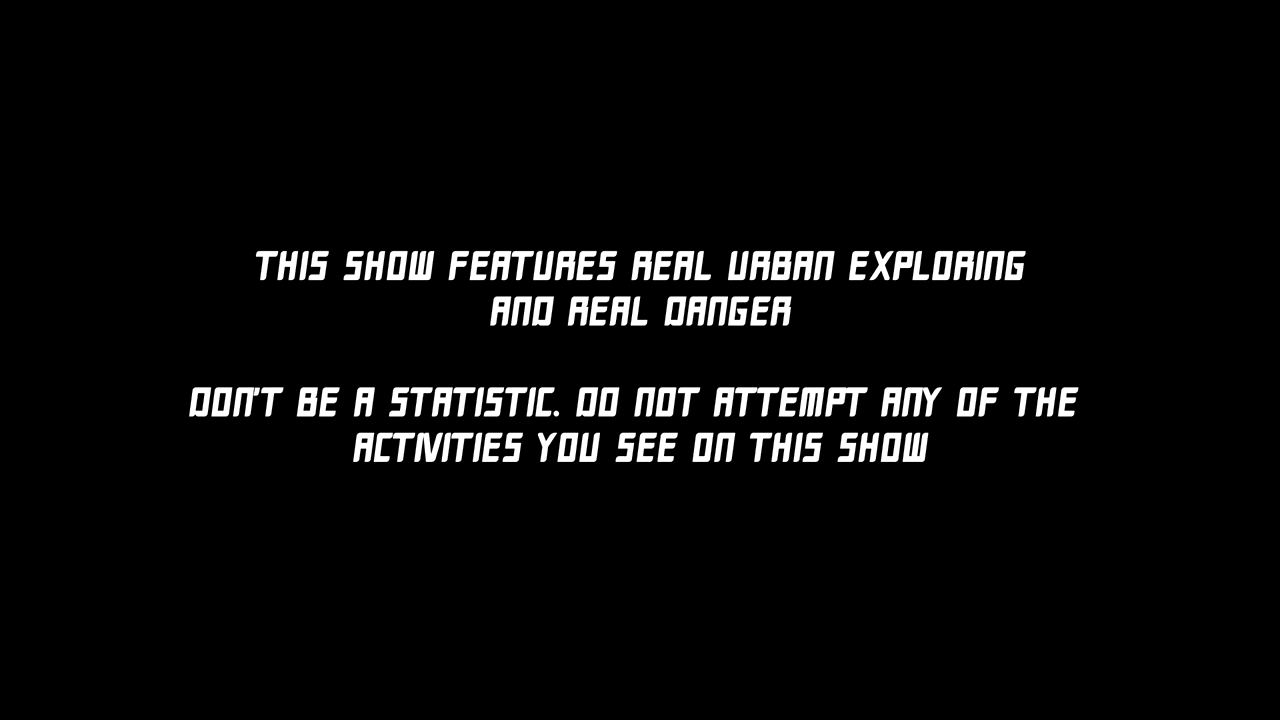 THIS SHOW FEATURES REAL URBAN EXPLORING
AND REAL DANGER
DON'T BE A STATISTIC. DO NOT ATTEMPT ANY OF THE
ACTIVITIES YOU SEE ON THIS SHOW